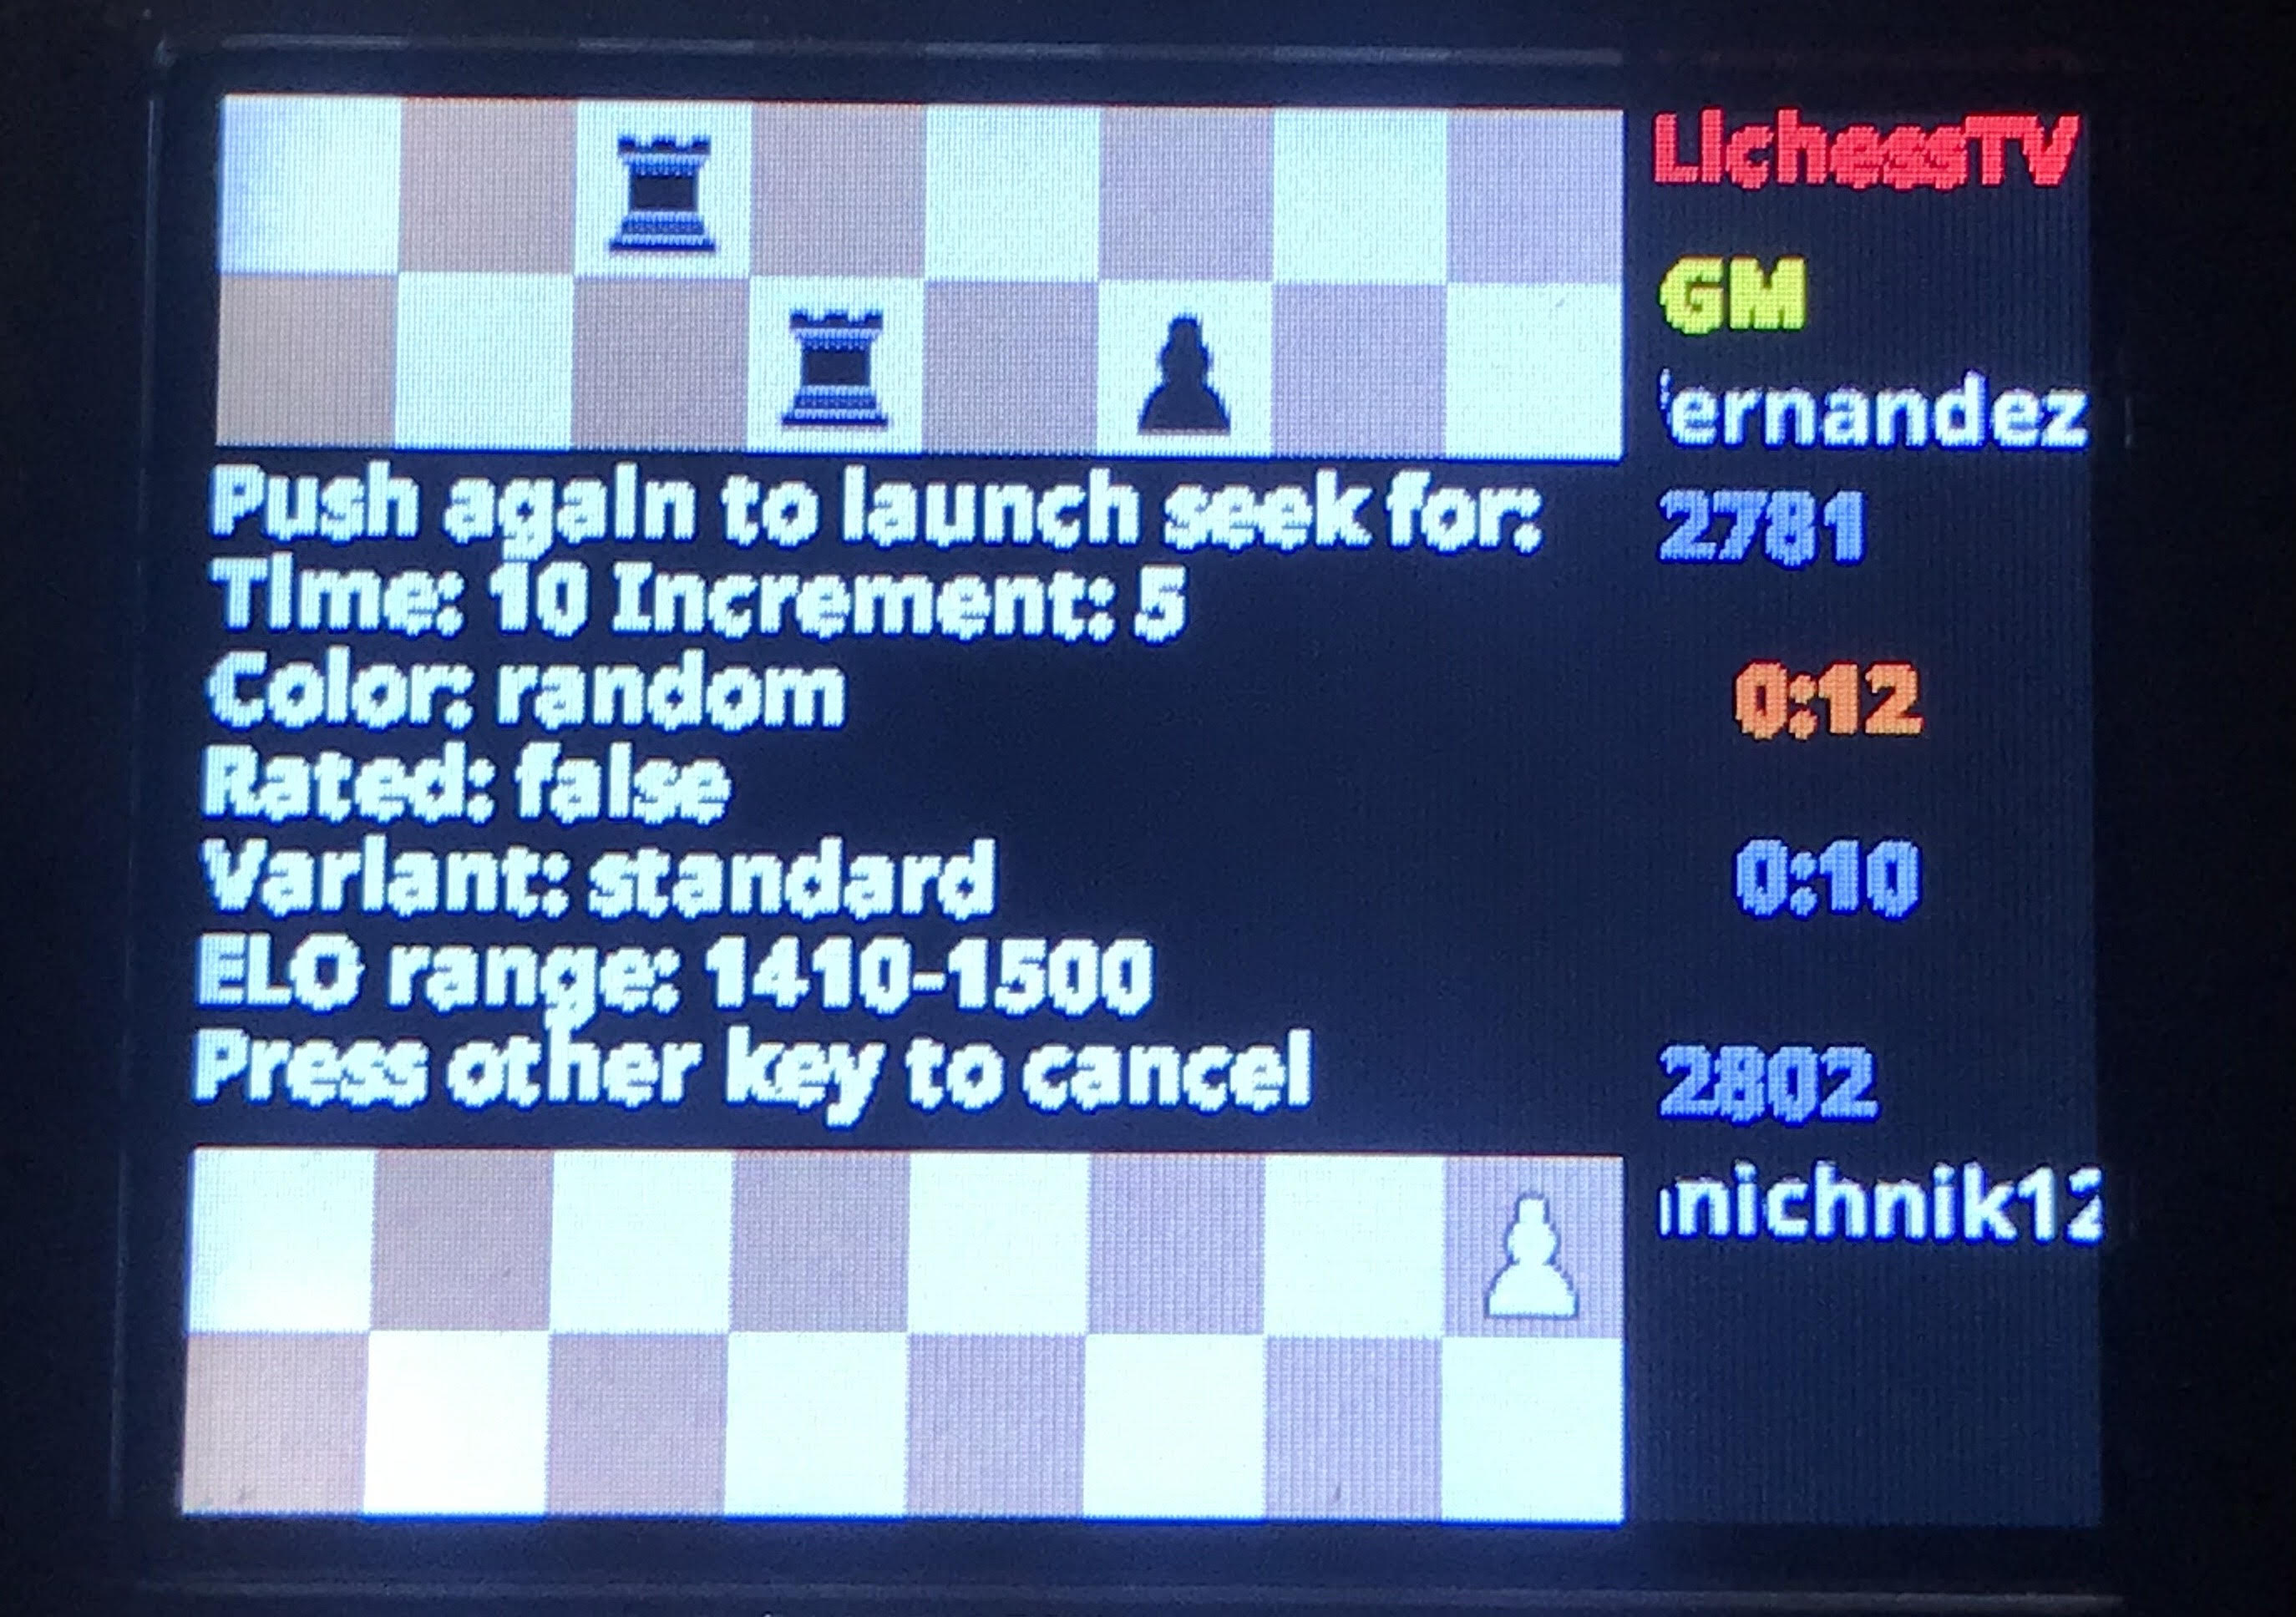 LichessTV
GM
ernandez
2781
Push again to launch seek for:
Time: 10 Increment: 5
Color: random
Rated: false
Variant: standard
ELO range: 1410-1500
Press other key to cancel
0:12
0:10
2802
nichnik12